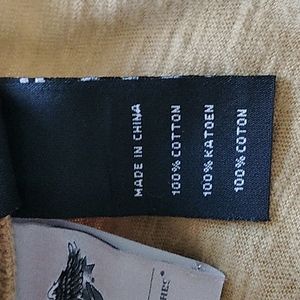 MADE IN CHINA
100% COTTON
100% KATOEN
100% COTON